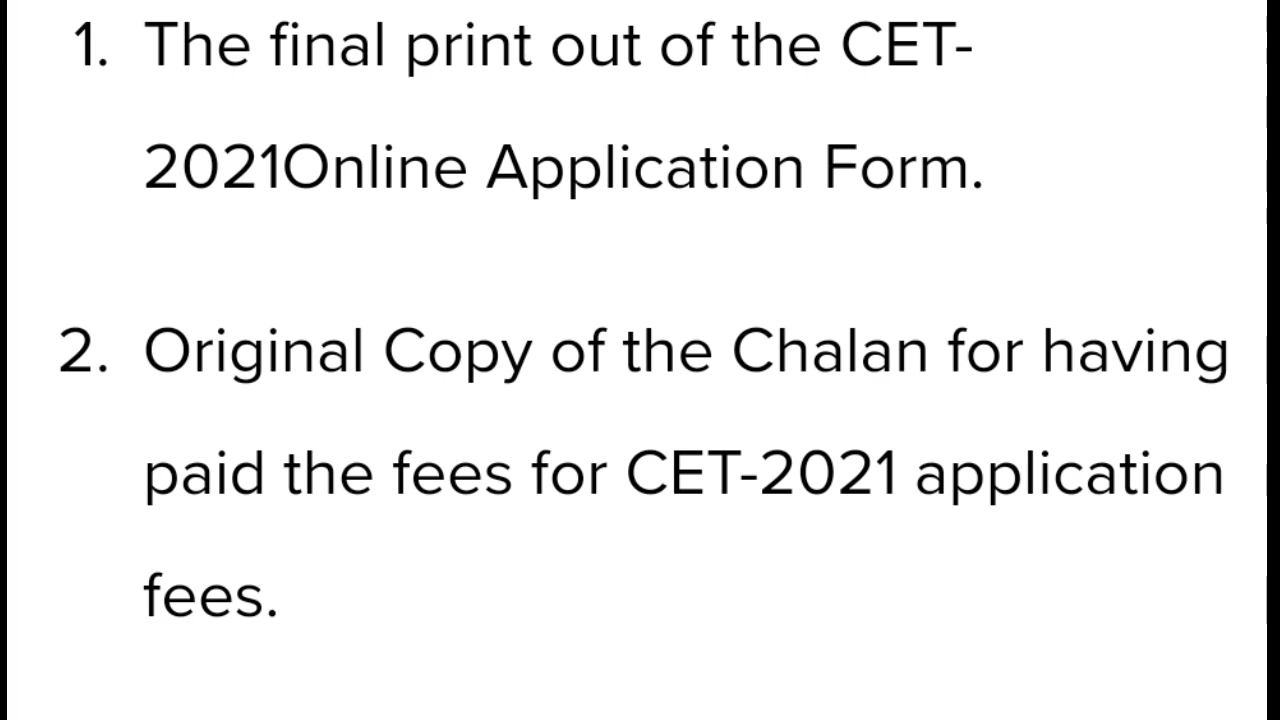 1. The final print out of the CET-
2021Online Application Form.
2. Original Copy of the Chalan for having
paid the fees for CET-2021 application
fees.